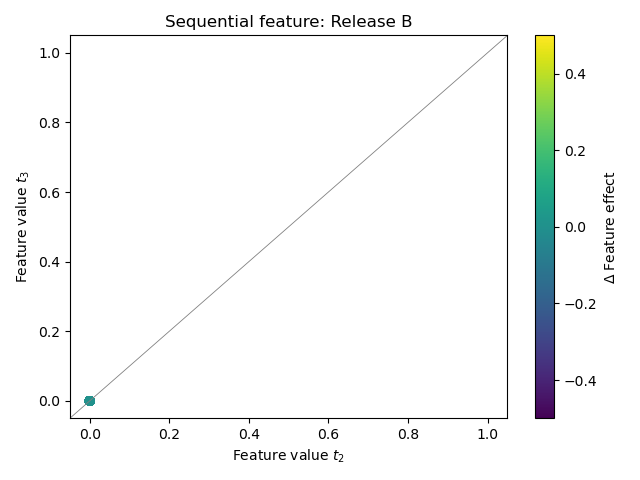 Sequential feature: Release B
1.0
0.8
0.6
0.4
0.2
0.0
Feature value t₃
0.0 0.2 0.4 0.6 0.8 1.0
Feature value t₂
0.4
0.2
0.0
−0.2
−0.4
Δ Feature effect